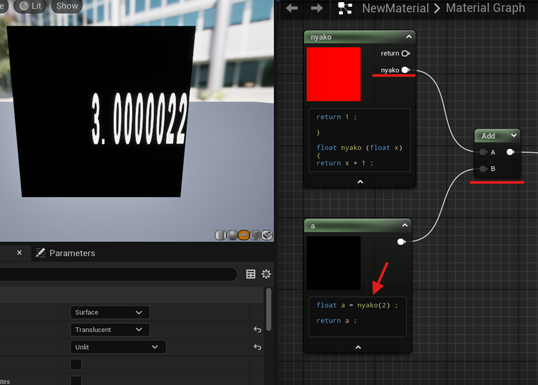 Lit Show
NewMaterial > Material Graph
nyako
return
nyako
return 1 ;
}
float nyako (float x)
{
return x + 1 ;
Add
A
B
3.0000022
a
float a = nyako(2) ;
return a ;
× Parameters
Surface
Translucent
Unlit
utes